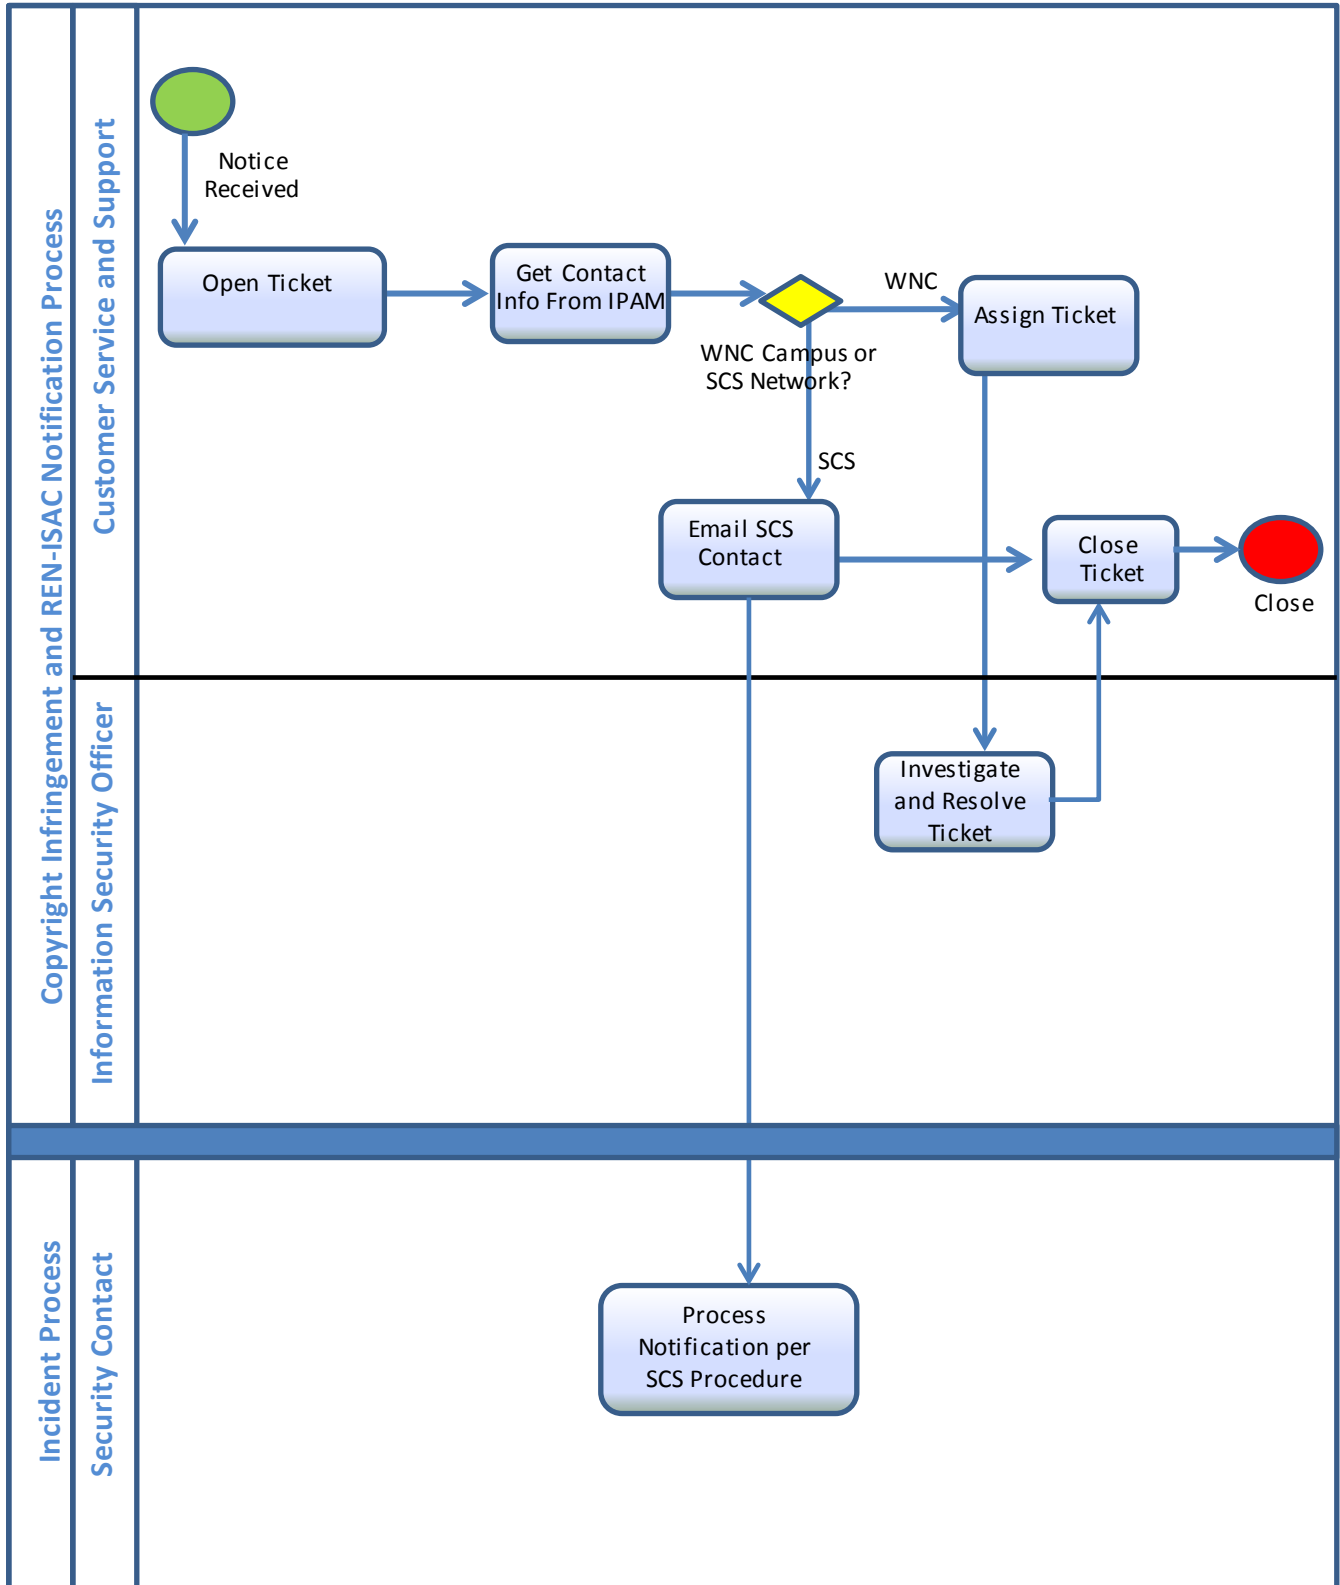 Copyright Infringement and REN-ISAC Notification Process
Customer Service and Support
Notice
Received
Open Ticket
Get Contact
Info From IPAM
WNC
WNC Campus or
SCS Network?
Assign Ticket
SCS
Email SCS
Contact
Close
Ticket
Close
Information Security Officer
Investigate
and Resolve
Ticket
Incident Process
Security Contact
Process
Notification per
SCS Procedure